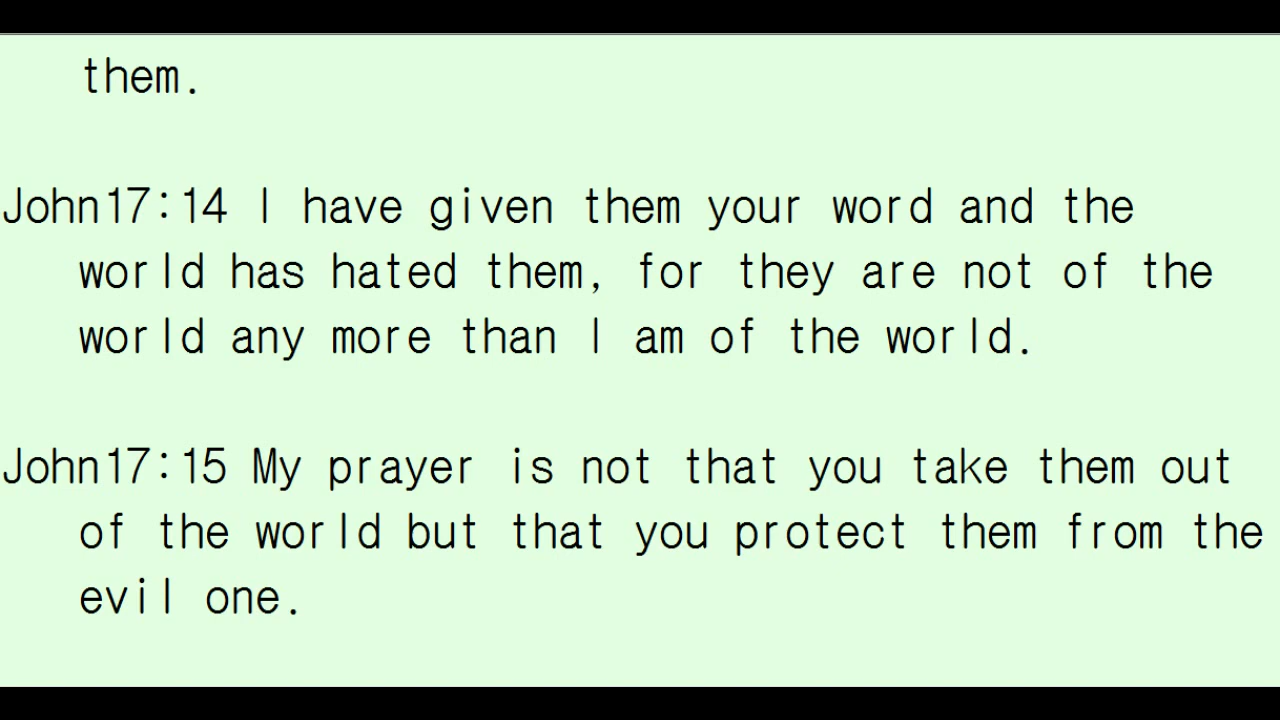 them.
John17:14 I have given them your word and the
world has hated them, for they are not of the
world any more than I am of the world.
John17:15 My prayer is not that you take them out
of the world but that you protect them from the
evil one.